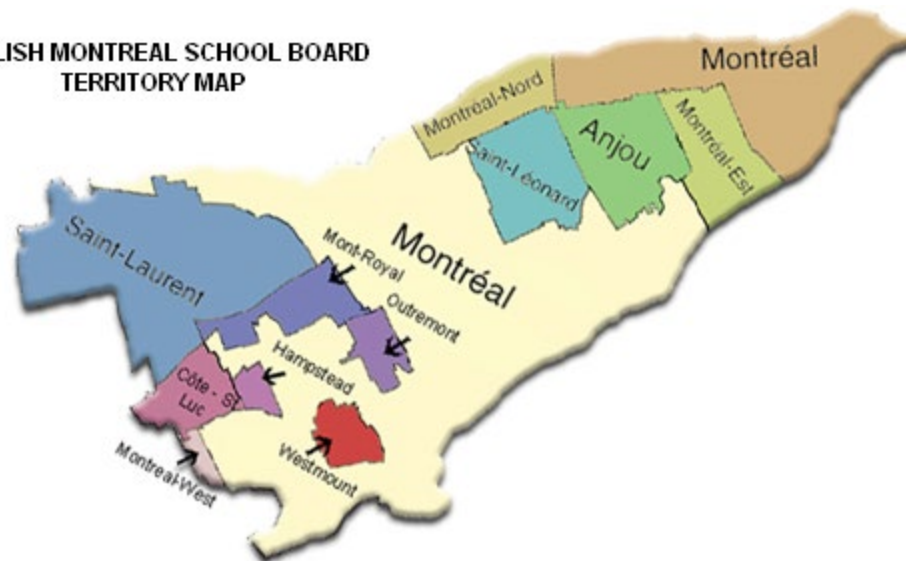 LISH MONTREAL SCHOOL BOARD
TERRITORY MAP
Montréal
Montréal-Nord
Anjou
Montréal-Est
Saint-Léonard
Saint-Laurent
Montréal
Mont-Royal
Outremont
Hampstead
Côte - St
Luc
Westmount
Montreal-West